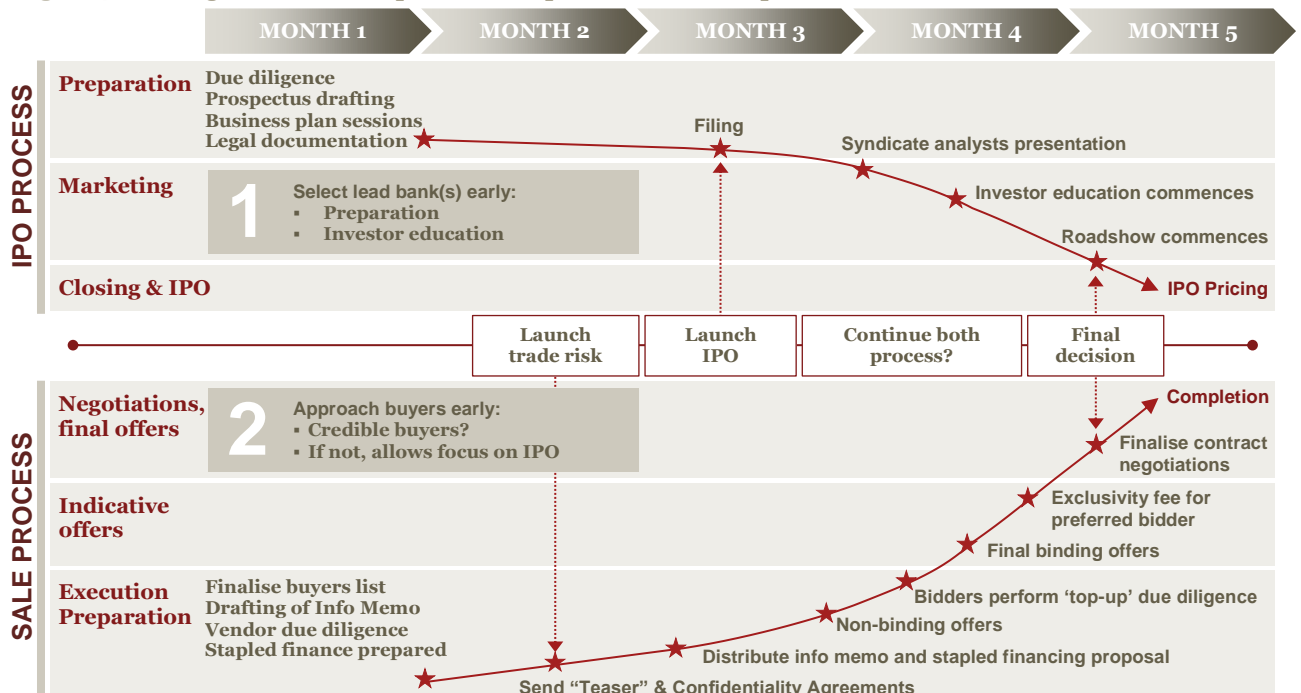 MONTH 1
MONTH 2
MONTH 3
MONTH 4
MONTH 5
IPO PROCESS
Preparation
Due diligence
Prospectus drafting
Business plan sessions
Legal documentation
Filing
Syndicate analysts presentation
Marketing
1
Select lead bank(s) early:
▪ Preparation
▪ Investor education
Investor education commences
Roadshow commences
Closing & IPO
IPO Pricing
Launch
trade risk
Launch
IPO
Continue both
process?
Final
decision
SALE PROCESS
Negotiations,
final offers
2
Approach buyers early:
▪ Credible buyers?
▪ If not, allows focus on IPO
Completion
Finalise contract
negotiations
Indicative
offers
Exclusivity fee for
preferred bidder
Final binding offers
Execution
Preparation
Finalise buyers list
Drafting of Info Memo
Vendor due diligence
Stapled finance prepared
Bidders perform ‘top-up’ due diligence
Non-binding offers
Distribute info memo and stapled financing proposal
Send “Teaser” & Confidentiality Agreements